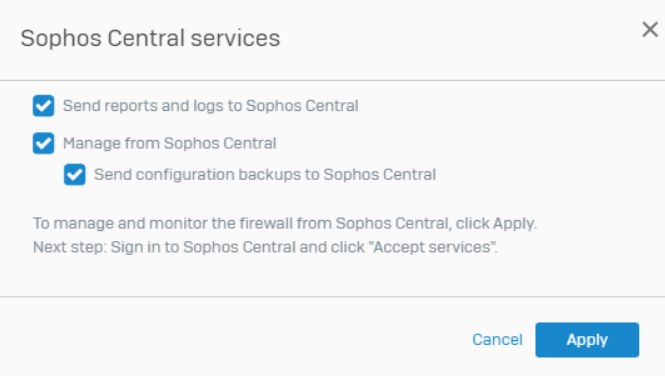 Sophos Central services
Send reports and logs to Sophos Central
Manage from Sophos Central
Send configuration backups to Sophos Central
To manage and monitor the firewall from Sophos Central, click Apply.
Next step: Sign in to Sophos Central and click "Accept services".
Cancel Apply